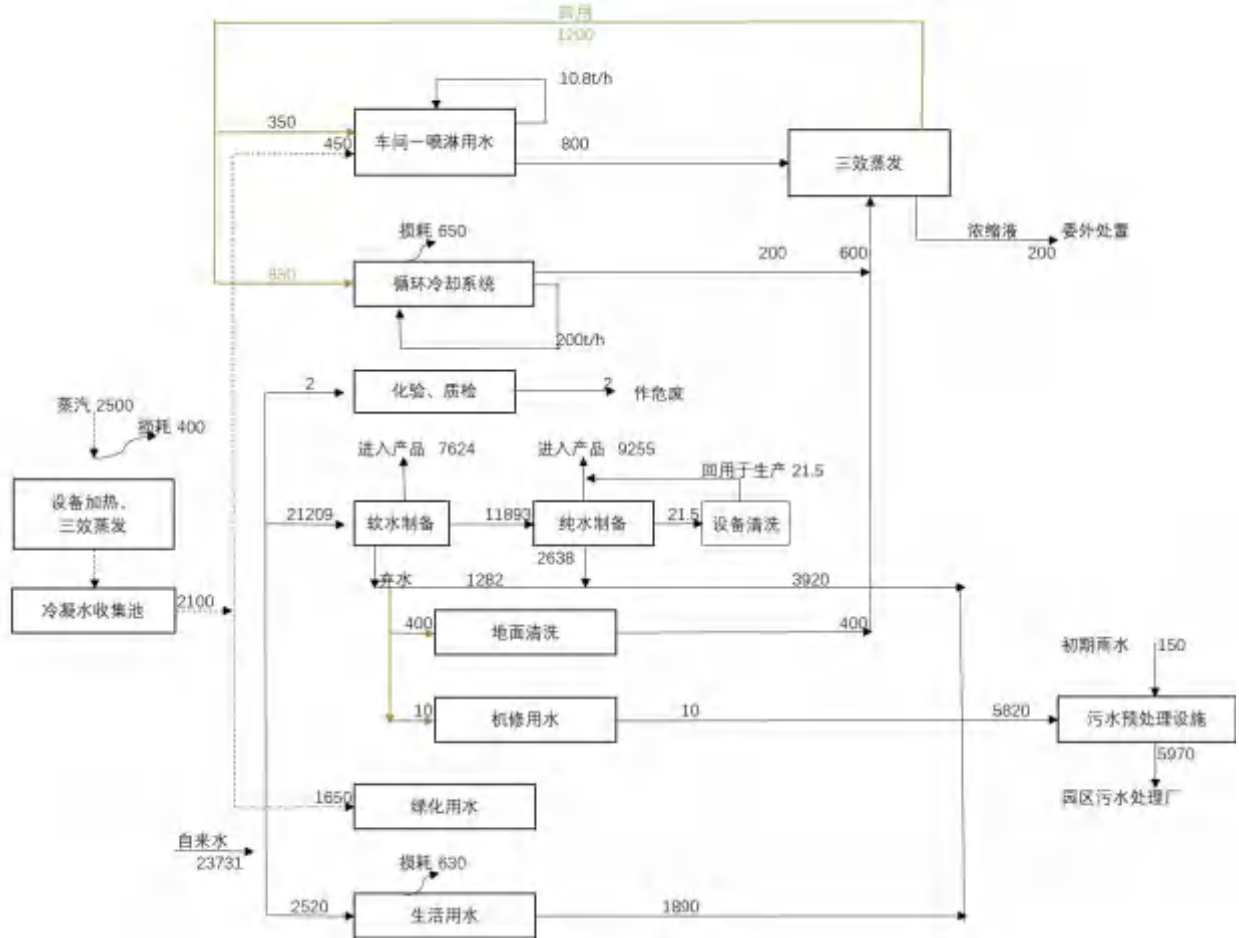 回用
1200
10.8t/h
350
450
车间一喷淋用水
800
三效蒸发
浓缩液
委外处置
200
损耗 650
850
循环冷却系统
200
600
200t/h
2
化验、质检
2
作危废
蒸汽 2500
损耗 400
进入产品 7624
进入产品 9255
回用于生产 21.5
设备加热、
三效蒸发
21209
软水制备
11893
纯水制备
21.5
设备清洗
2638
弃水
1282
3920
冷凝水收集池
2100
400
地面清洗
400
初期雨水
150
10
机修用水
10
5820
污水预处理设施
5970
园区污水处理厂
1650
绿化用水
自来水
23731
损耗 630
2520
生活用水
1890